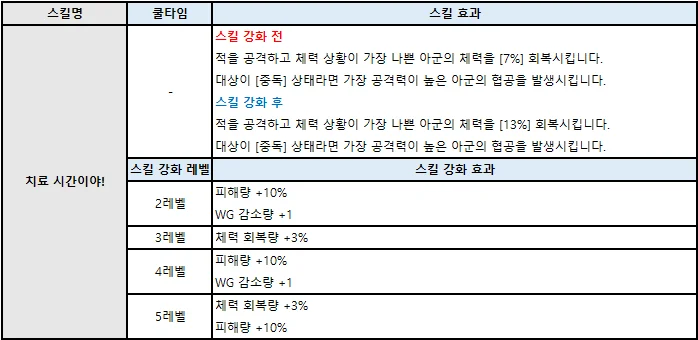 스킬명 쿨타임 스킬 효과
스킬 강화 전
적을 공격하고 체력 상황이 가장 나쁜 아군의 체력을 [7%] 회복시킵니다.
대상이 [중독] 상태라면 가장 공격력이 높은 아군의 협공을 발생시킵니다.
-
스킬 강화 후
적을 공격하고 체력 상황이 가장 나쁜 아군의 체력을 [13%] 회복시킵니다.
대상이 [중독] 상태라면 가장 공격력이 높은 아군의 협공을 발생시킵니다.
치료 시간이야!
스킬 강화 레벨 스킬 강화 효과
2레벨
피해량 +10%
WG 감소량 +1
3레벨 체력 회복량 +3%
4레벨
피해량 +10%
WG 감소량 +1
5레벨
체력 회복량 +3%
피해량 +10%